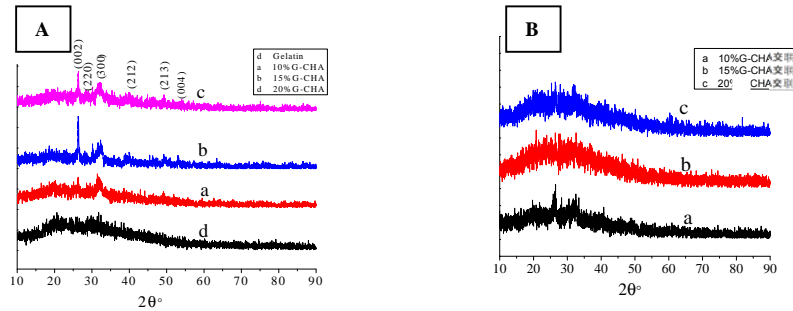 A
(002)
(220)
(300)
(212)
(213)
(004)
d Gelatin
a 10%G-CHA
b 15%G-CHA
d 20%G-CHA
c
b
a
d
10 20 30 40 50 60 70 80 90
2θ°
B
a 10%G-CHA交联
b 15%G-CHA交联
c 20% CHA交联
c
b
a
10 20 30 40 50 60 70 80 90
2θ°